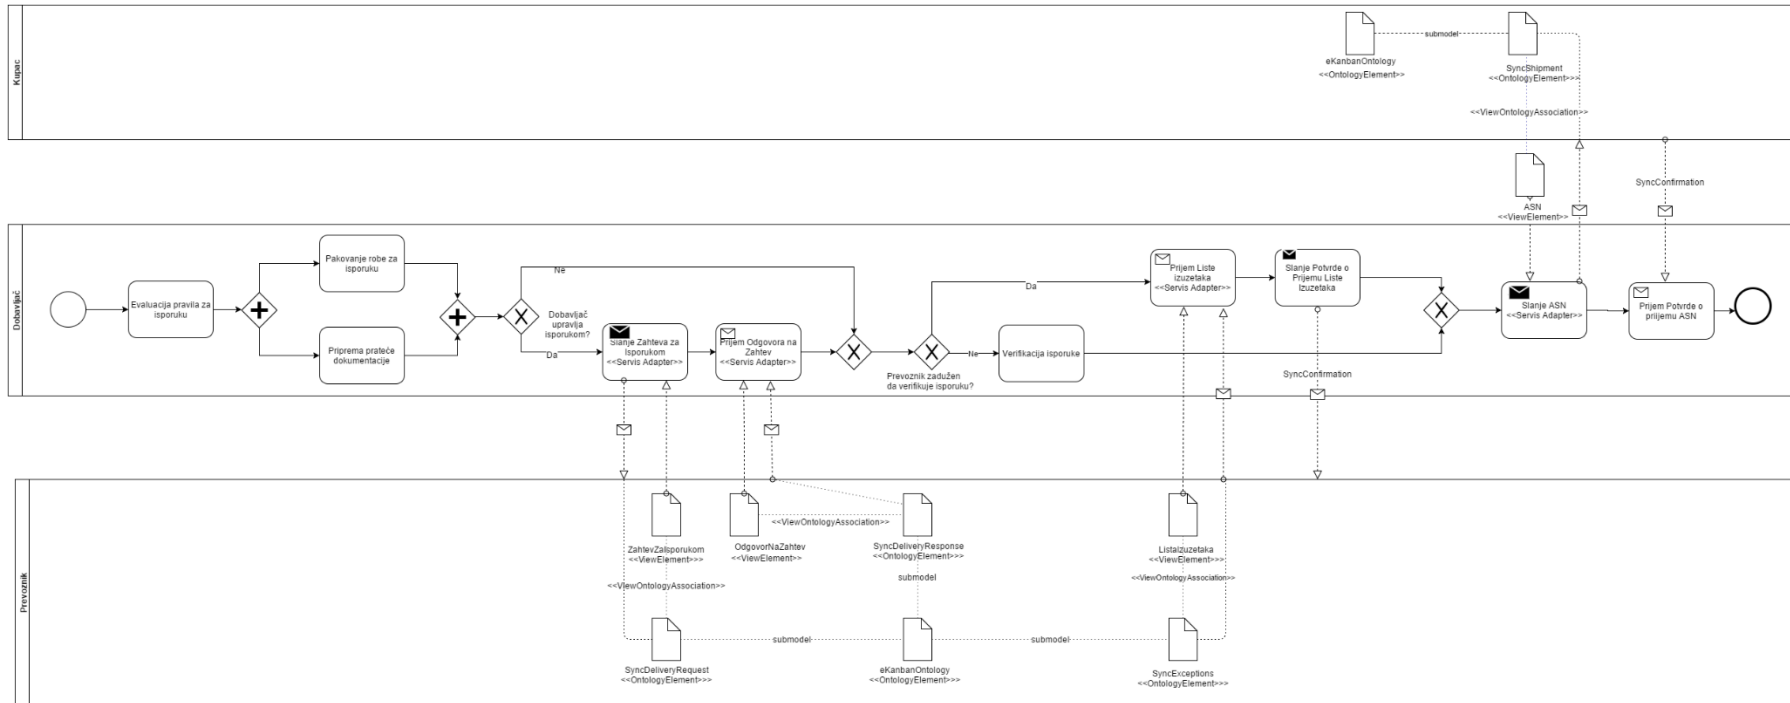 Kupac
eKanbanOntology
<<OntologyElement>>
submodel
SyncShipment
<<OntologyElement>>>
<<ViewOntologyAssociation>>
ASN
<<ViewElement>>
SyncConfirmation
Dobavljač
Evaluacija pravila za
isporuku
Pakovanje robe za
isporuku
Priprema prateće
dokumentacije
Ne
Dobavljač
upravlja
isporukom?
Da
Slanje Zahteva za
Isporukom
<<Servis Adapter>>
Prijem Odgovora na
Zahtev
<<Servis Adapter>>
Prevoznik zadužen
da verifikuje isporuku?
Da
Ne
Verifikacija isporuke
Prijem Liste
izuzetaka
<<Servis Adapter>>
Slanje Potvrde o
Prijemu Liste
Izuzetaka
SyncConfirmation
Slanje ASN
<<Servis Adapter>>
Prijem Potvrde o
prijjemu ASN
Prevoznik
ZahtevZaIsporukom
<<ViewElement>>>
<<ViewOntologyAssociation>>
OdgovorNaZahtev
<<ViewElement>>
<<ViewOntologyAssociation>>
SyncDeliveryResponse
<<OntologyElement>>>
submodel
ListaIzuzetaka
<<ViewElement>>>
<<ViewOntologyAssociation>>
SyncDeliveryRequest
<<OntologyElement>>>
submodel
eKanbanOntology
<<OntologyElement>>>
submodel
SyncExceptions
<<OntologyElement>>>